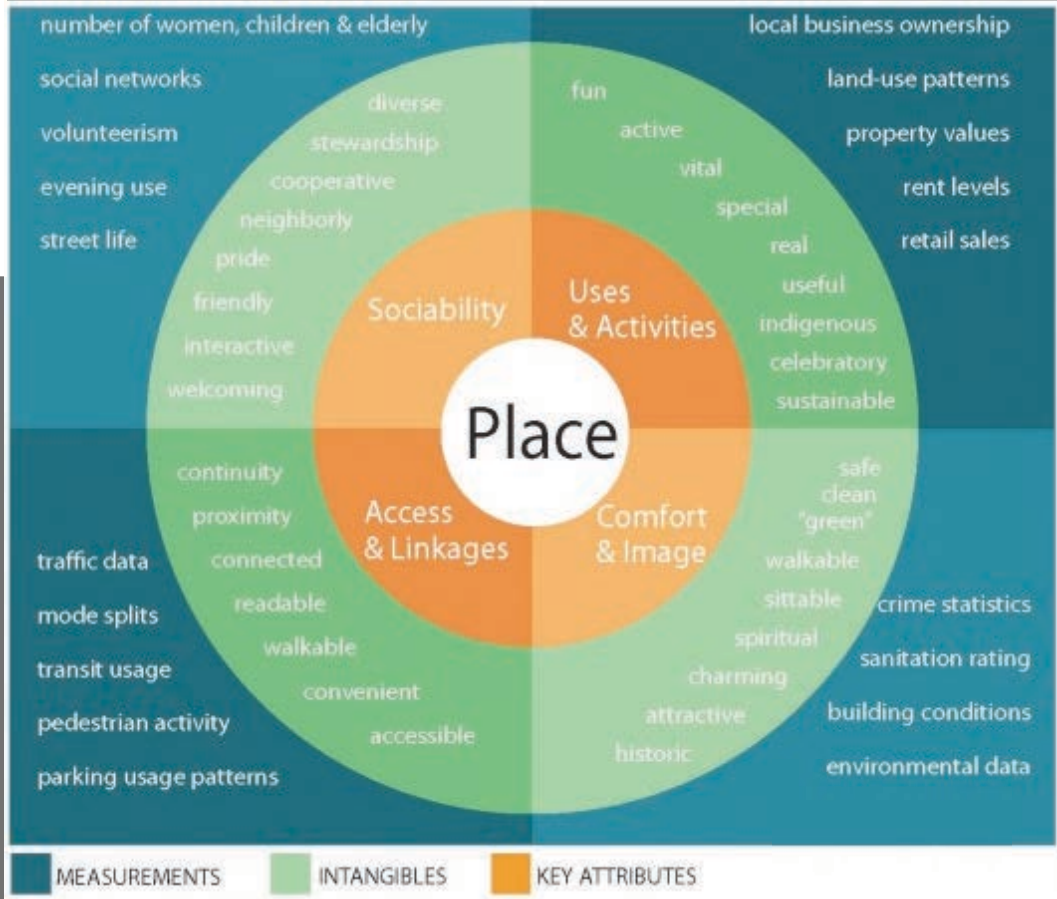 number of women, children & elderly
social networks
volunteerism
evening use
street life
diverse
stewardship
cooperative
neighborly
pride
friendly
interactive
welcoming
Sociability
local business ownership
land-use patterns
property values
rent levels
retail sales
fun
active
vital
special
real
useful
indigenous
celebratory
sustainable
Uses
& Activities
Place
continuity
proximity
connected
readable
walkable
convenient
accessible
Access
& Linkages
traffic data
mode splits
transit usage
pedestrian activity
parking usage patterns
Comfort
& Image
safe
clean
"green"
walkable
sittable
spiritual
charming
attractive
historic
crime statistics
sanitation rating
building conditions
environmental data
MEASUREMENTS
INTANGIBLES
KEY ATTRIBUTES